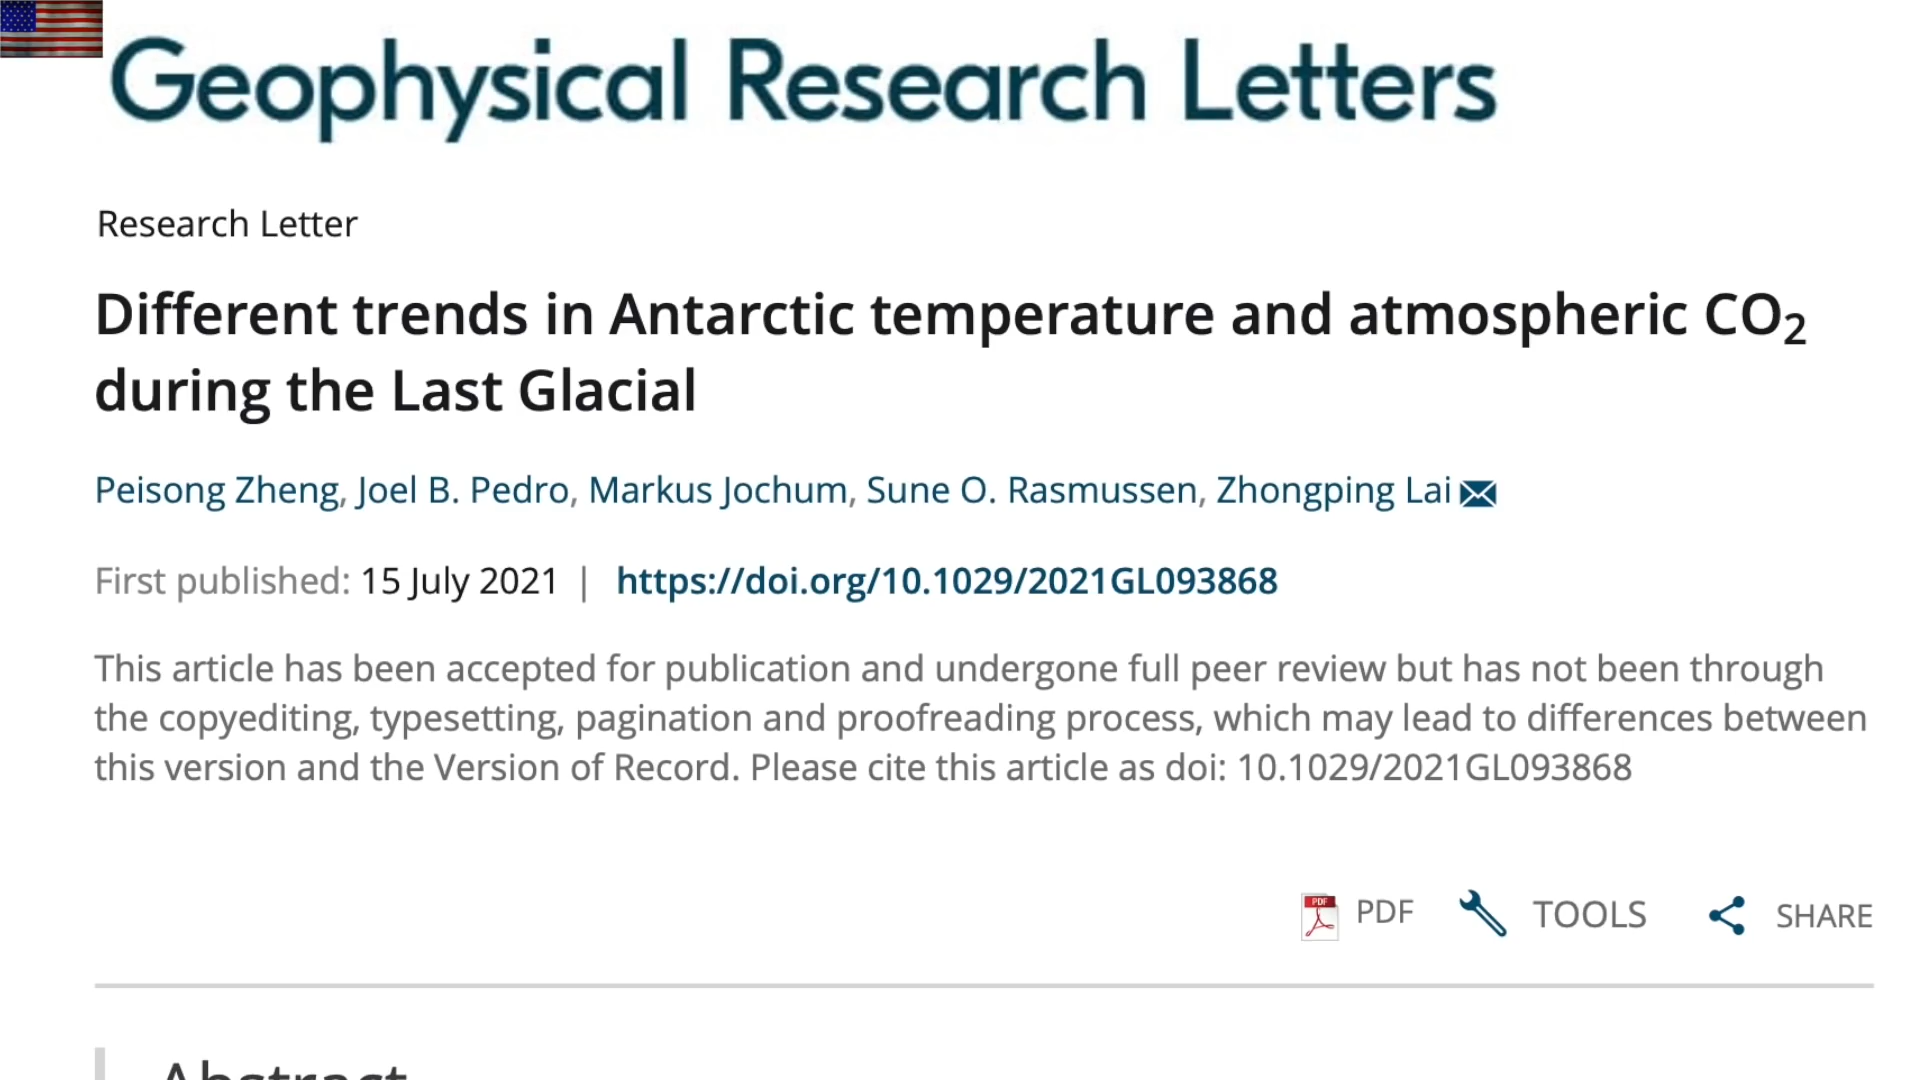 Geophysical Research Letters
Research Letter
Different trends in Antarctic temperature and atmospheric CO₂
during the Last Glacial
Peisong Zheng, Joel B. Pedro, Markus Jochum, Sune O. Rasmussen, Zhongping Lai
First published: 15 July 2021 | https://doi.org/10.1029/2021GL093868
This article has been accepted for publication and undergone full peer review but has not been through
the copyediting, typesetting, pagination and proofreading process, which may lead to differences between
this version and the Version of Record. Please cite this article as doi: 10.1029/2021GL093868
PDF PDF TOOLS SHARE
Abstract